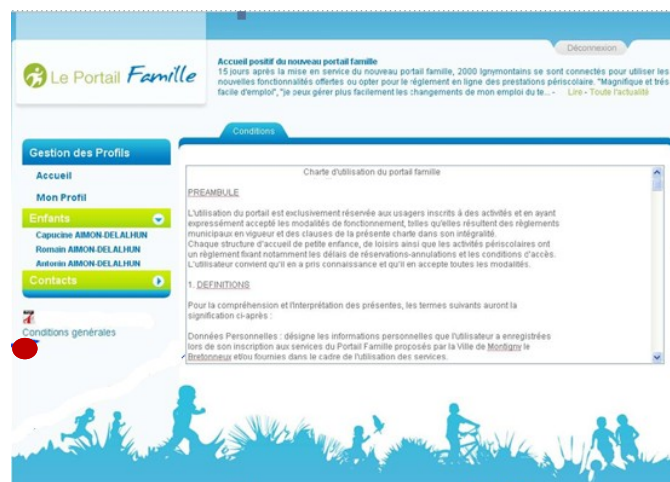 Déconnexion
Le Portail Famille
Accueil positif du nouveau portail famille
15 jours après la mise en service du nouveau portail famille, 2000 Ignymontains se sont connectés pour utiliser les
nouvelles fonctionnalités offertes ou opter pour le règlement en ligne des prestations périscolaire. "Magnifique et très
facile d'emploi", "je peux gérer plus facilement les changements de mon emploi du te... - Lire - Toute l'actualité
Conditions
Gestion des Profils
Accueil
Mon Profil
Enfants
Capucine AIMON-DELALHUN
Romain AIMON-DELALHUN
Antonin AIMON-DELALHUN
Contacts
Conditions générales
Charte d'utilisation du portail famille
PREAMBULE
L'utilisation du portail est exclusivement réservée aux usagers inscrits à des activités et en ayant
expressément accepté les modalités de fonctionnement, telles qu'elles résultent des règlements
municipaux en vigueur et des clauses de la présente charte dans son intégralité.
Chaque structure d'accueil de petite enfance, de loisirs ainsi que les activités périscolaires ont
un règlement fixant notamment les délais de réservations-annulations et les conditions d'accès.
L'utilisateur convient qu'il en a pris connaissance et qu'il en accepte toutes les modalités.
1. DEFINITIONS
Pour la compréhension et l'interprétation des présentes, les termes suivants auront la
signification ci-après :
Données Personnelles : désigne les informations personnelles que l'utilisateur a enregistrées
lors de son inscription aux services du Portail Famille proposés par la Ville de Montigny le
Bretonneux et/ou fournies dans le cadre de l'utilisation des services.